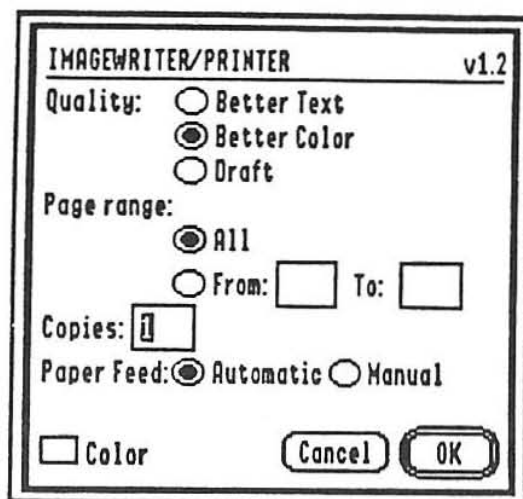 IMAGEWRITER/PRINTER v1.2
Quality: Better Text
Better Color
Draft
Page range:
All
From: To:
Copies: 1
Paper Feed: Automatic Manual
Color Cancel OK